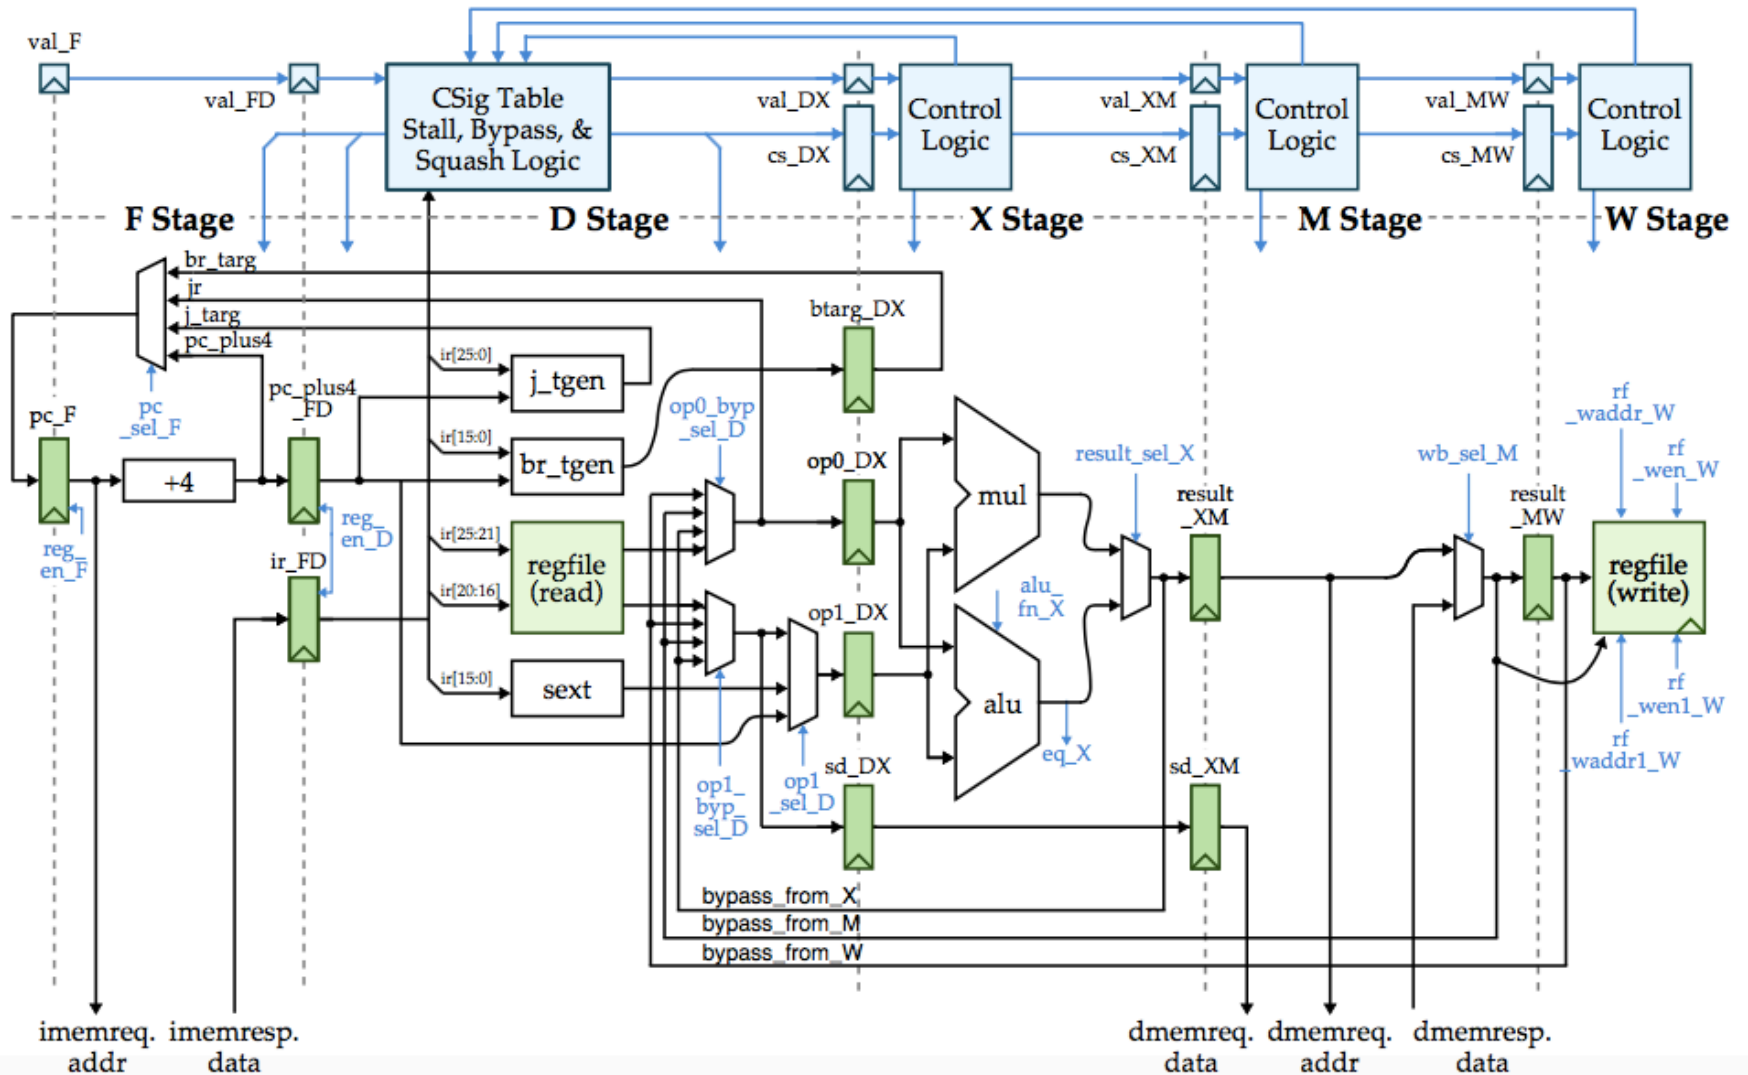 val_F
val_FD
CSig Table
Stall, Bypass, &
Squash Logic
val_DX
cs_DX
Control
Logic
val_XM
cs_XM
Control
Logic
val_MW
cs_MW
Control
Logic
F Stage
D Stage
X Stage
M Stage
W Stage
br_targ
jr
j_targ
pc_plus4
pc
_sel_F
pc_F
reg_
en_F
+4
pc_plus4
_FD
reg_
en_D
ir_FD
ir[25:0]
j_tgen
ir[15:0]
br_tgen
ir[25:21]
ir[20:16]
regfile
(read)
ir[15:0]
sext
op0_byp
_sel_D
op1_
byp_
sel_D
op1
_sel_D
btarg_DX
op0_DX
op1_DX
sd_DX
mul
alu
alu_
fn_X
eq_X
result_sel_X
result
_XM
sd_XM
wb_sel_M
result
_MW
rf
_waddr_W
rf
_wen_W
regfile
(write)
rf
_wen1_W
rf
_waddr1_W
bypass_from_X
bypass_from_M
bypass_from_W
imemreq.
addr
imemresp.
data
dmemreq.
data
dmemreq.
addr
dmemresp.
data